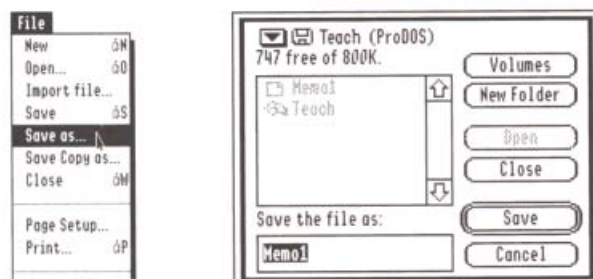 File
New ⌘N
Open... ⌘O
Import file...
Save ⌘S
Save as...
Save Copy as...
Close ⌘W
Page Setup...
Print... ⌘P
Teach (ProDOS)
747 free of 800K.
Memo1
Teach
Save the file as:
Memo1
Volumes
New Folder
Open
Close
Save
Cancel